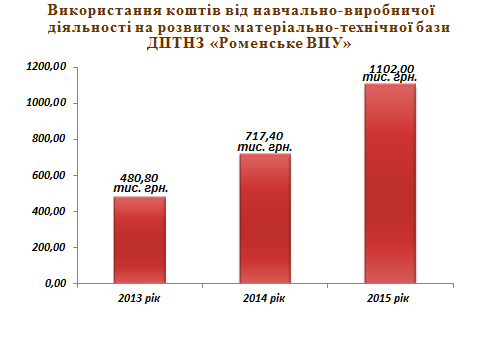 Використання коштів від навчально-виробничої
діяльності на розвиток матеріально-технічної бази
ДПТНЗ «Роменське ВПУ»
1200,00
1000,00
800,00
600,00
400,00
200,00
0,00
480,80
тис. грн.
717,40
тис. грн.
1102,00
тис. грн.
2013 рік
2014 рік
2015 рік